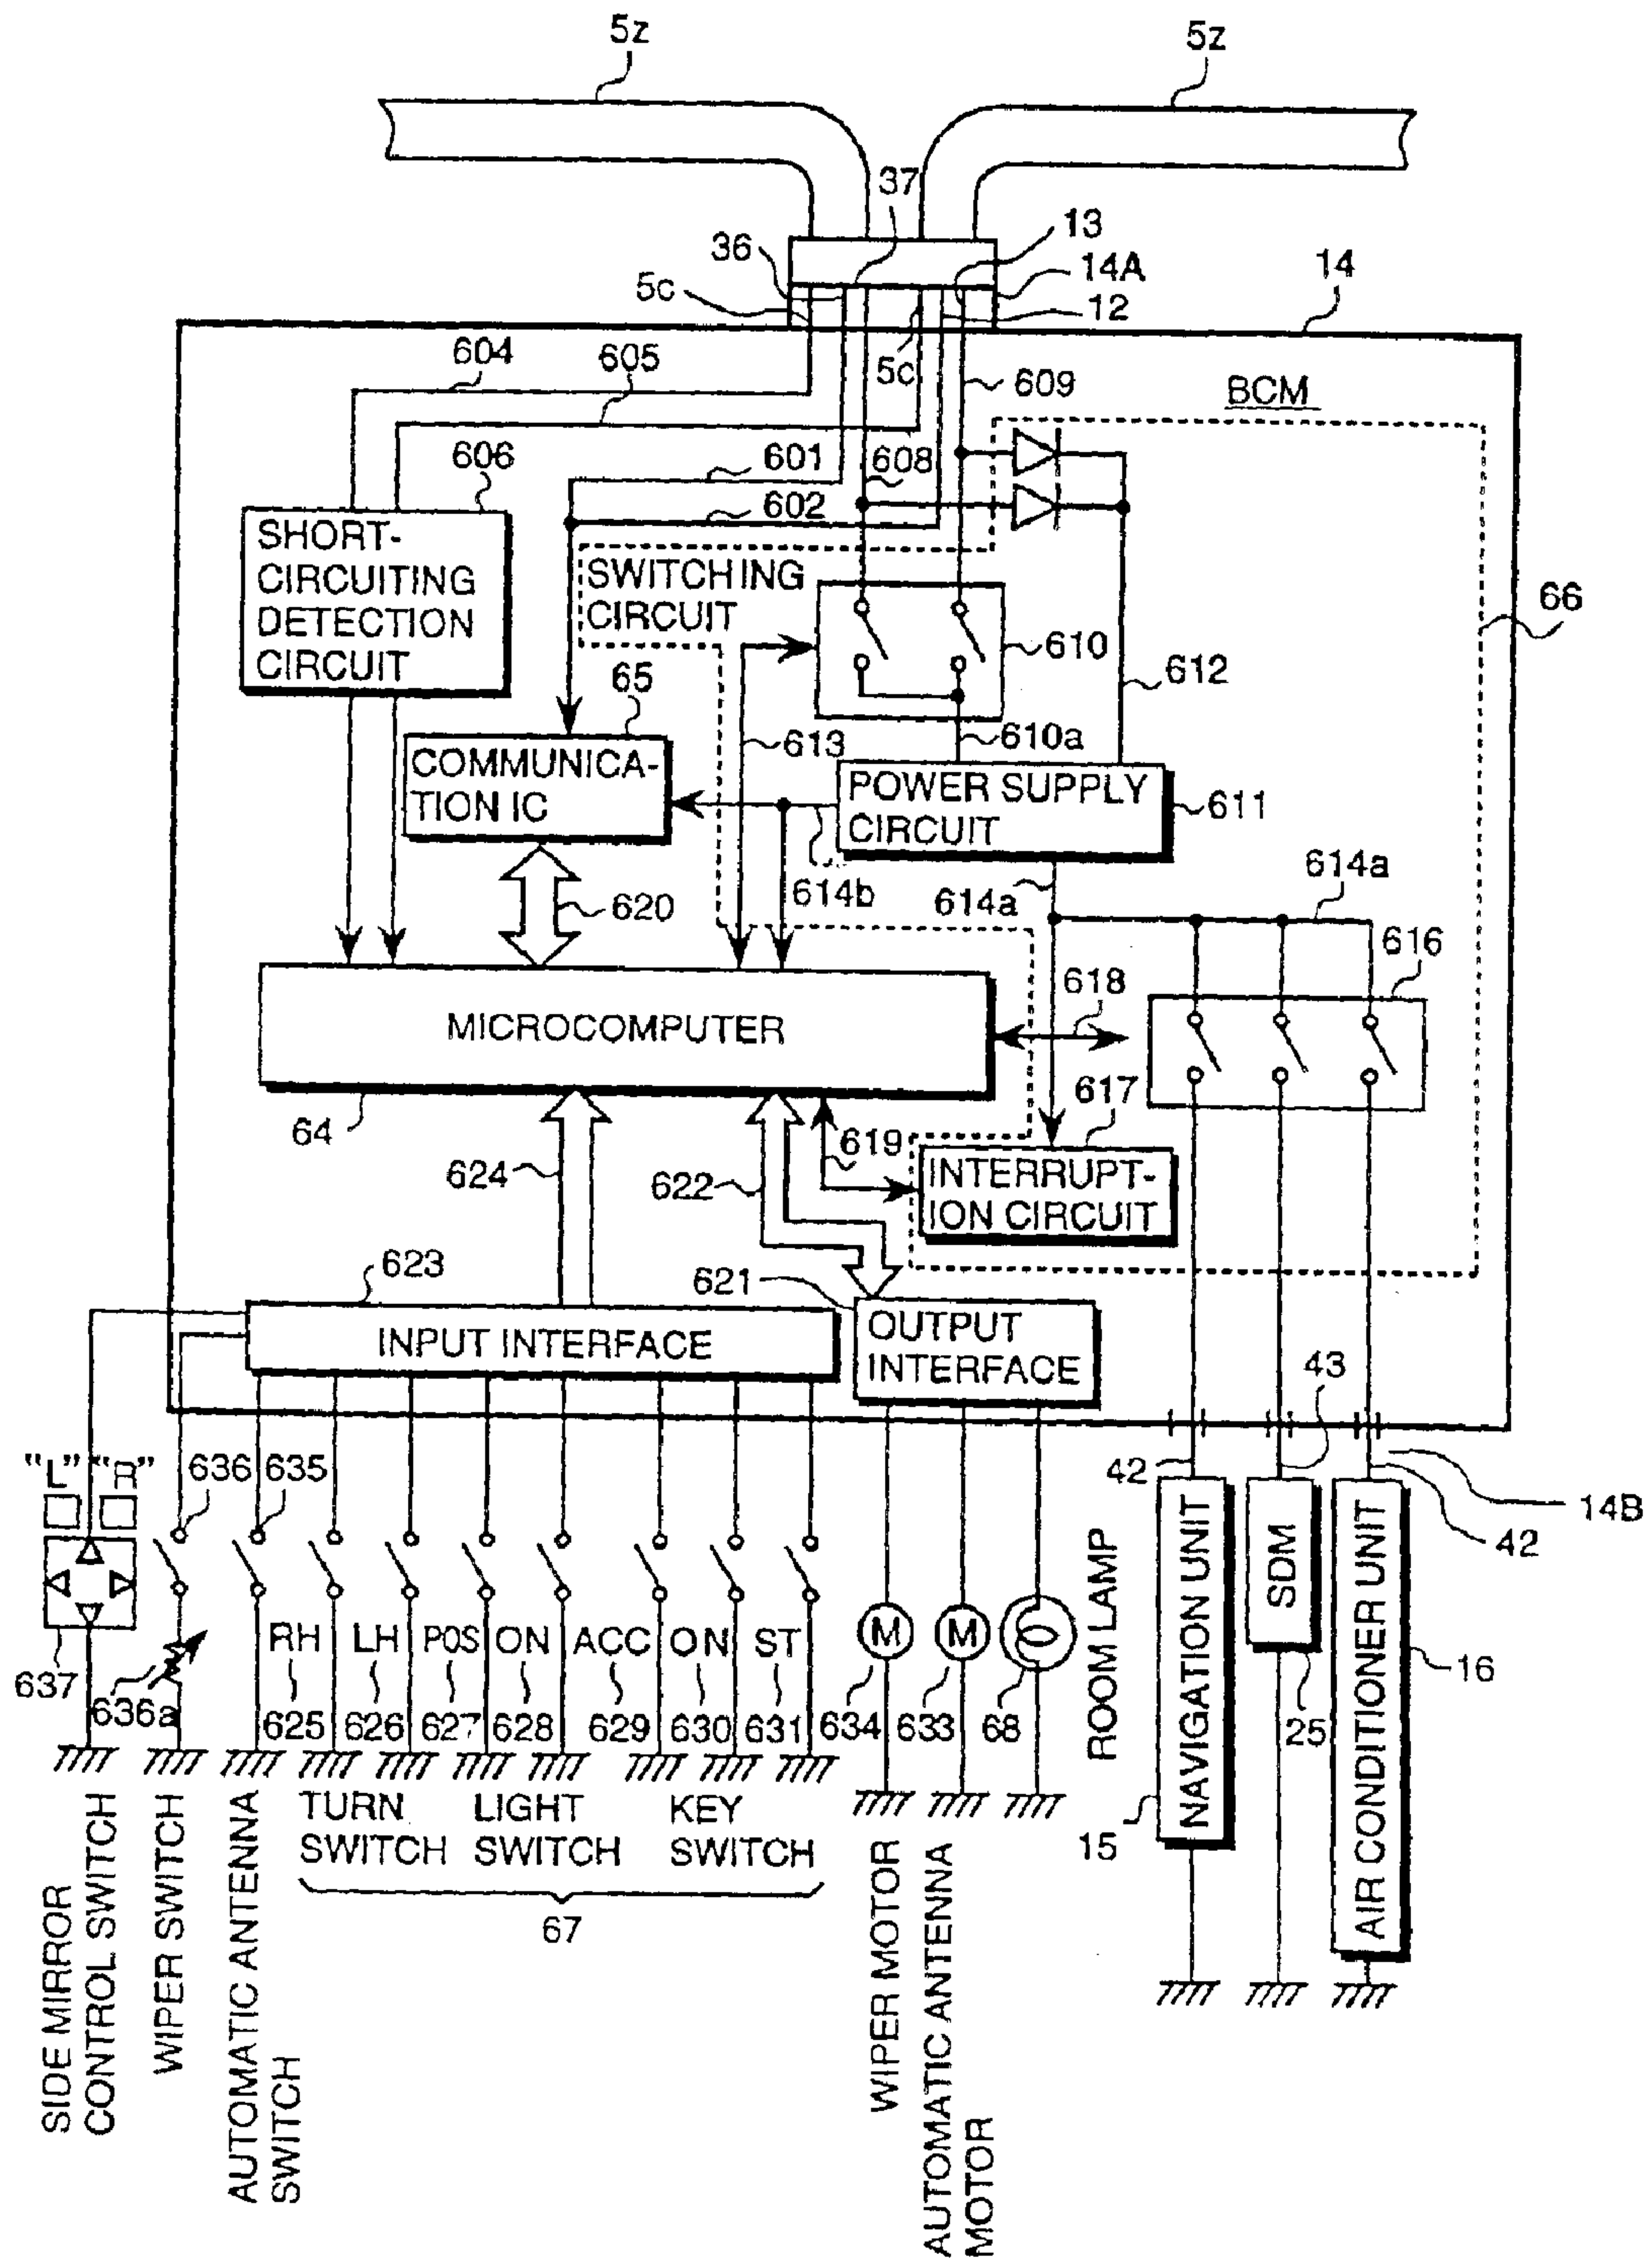 5z
5z
37
13
36
14A
14
5c
12
604
605
5c
609
BCM
606
601
608
602
SHORT-
CIRCUITING
DETECTION
CIRCUIT
SWITCHING
CIRCUIT
66
610
65
612
613
610a
COMMUNICA-
TION IC
POWER SUPPLY
CIRCUIT
611
614a
614b
614a
620
616
618
MICROCOMPUTER
617
64
619
624
622
INTERRUPT-
ION CIRCUIT
623
621
INPUT INTERFACE
OUTPUT
INTERFACE
43
"L" "R"
636
635
42
14B
42
RH
LH
POS
ON
ACC
ON
ST
M
M
637
636a
625
626
627
628
629
630
631
634
633
68
ROOM LAMP
NAVIGATION UNIT
SDM
25
AIR CONDITIONER UNIT
16
15
TURN
SWITCH
LIGHT
SWITCH
KEY
SWITCH
67
SIDE MIRROR
CONTROL SWITCH
WIPER SWITCH
AUTOMATIC ANTENNA
SWITCH
WIPER MOTOR
AUTOMATIC ANTENNA
MOTOR